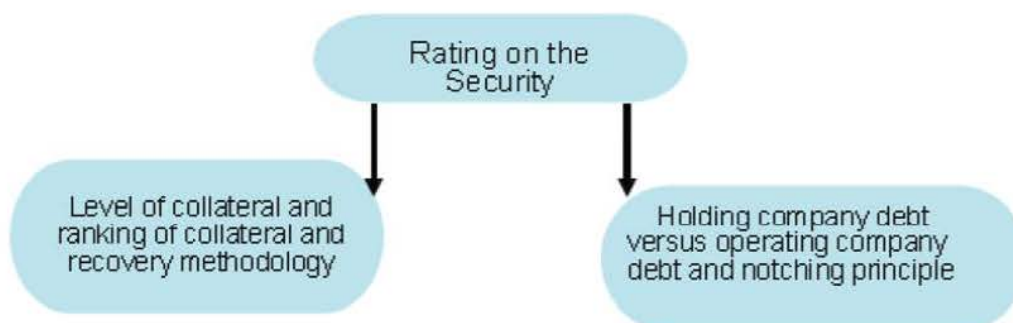 Rating on the
Security
Level of collateral and
ranking of collateral and
recovery methodology
Holding company debt
versus operating company
debt and notching principle